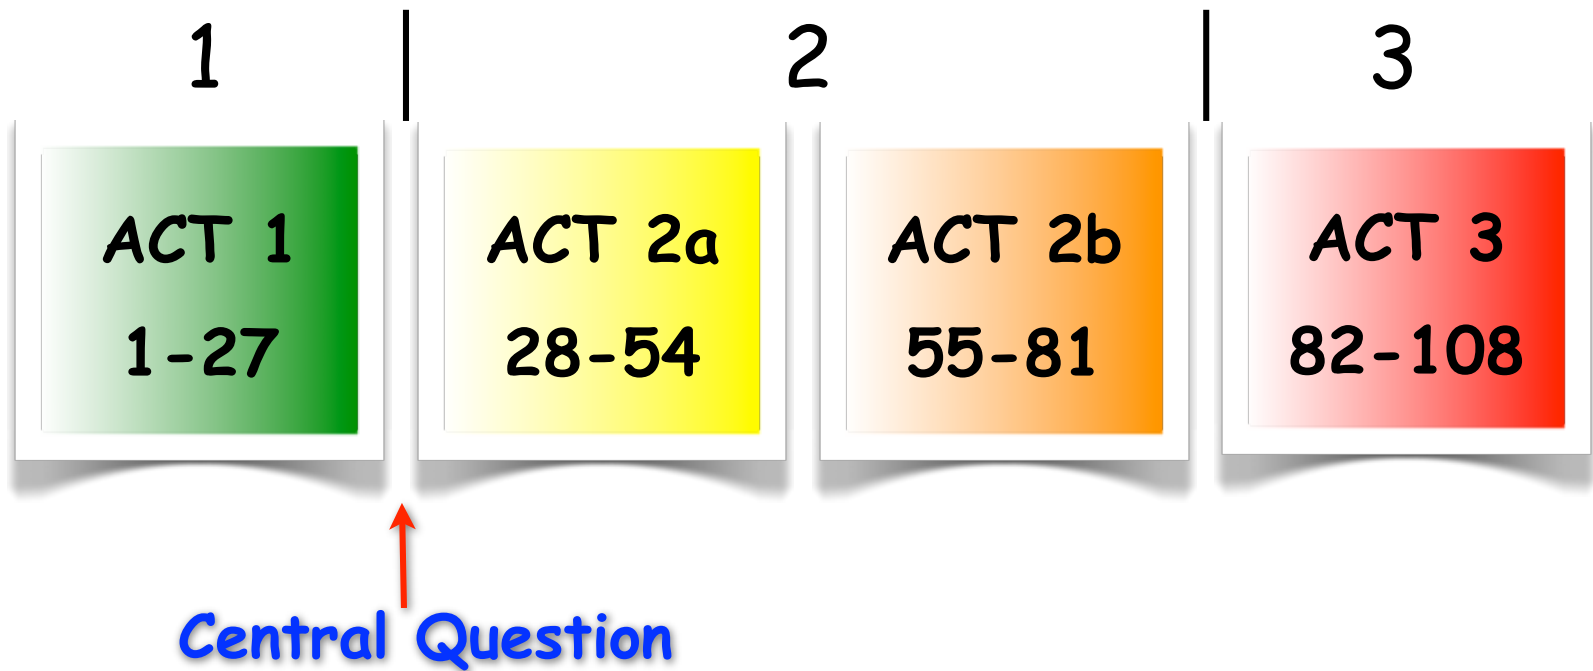 1 2 3
ACT 1
1-27
ACT 2a
28-54
ACT 2b
55-81
ACT 3
82-108
Central Question